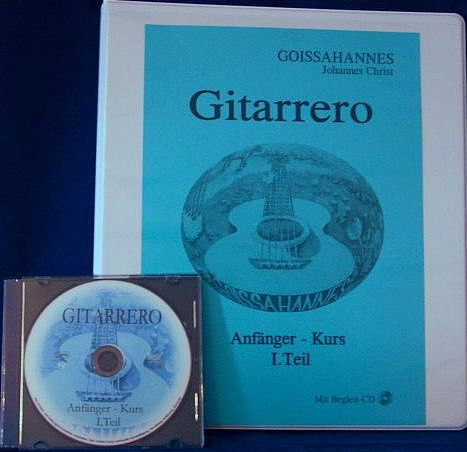 GOISSAHANNES
Johannes Christ
Gitarrero
GOISSAHANNES
Anfänger - Kurs
I.Teil
Mit Begleit-CD
GITARRERO
Anfänger - Kurs
I.Teil